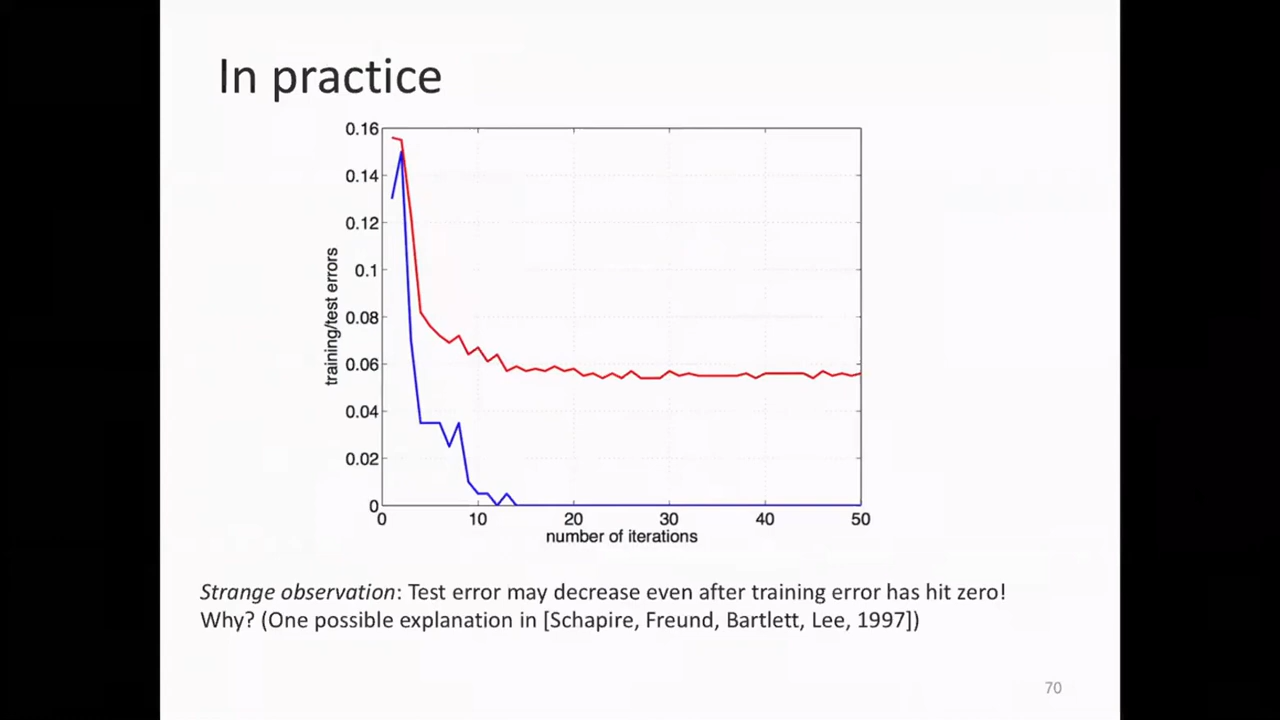 In practice
0.16
0.14
0.12
0.1
0.08
0.06
0.04
0.02
0
training/test errors
0 10 20 30 40 50
number of iterations
Strange observation: Test error may decrease even after training error has hit zero!
Why? (One possible explanation in [Schapire, Freund, Bartlett, Lee, 1997])
70